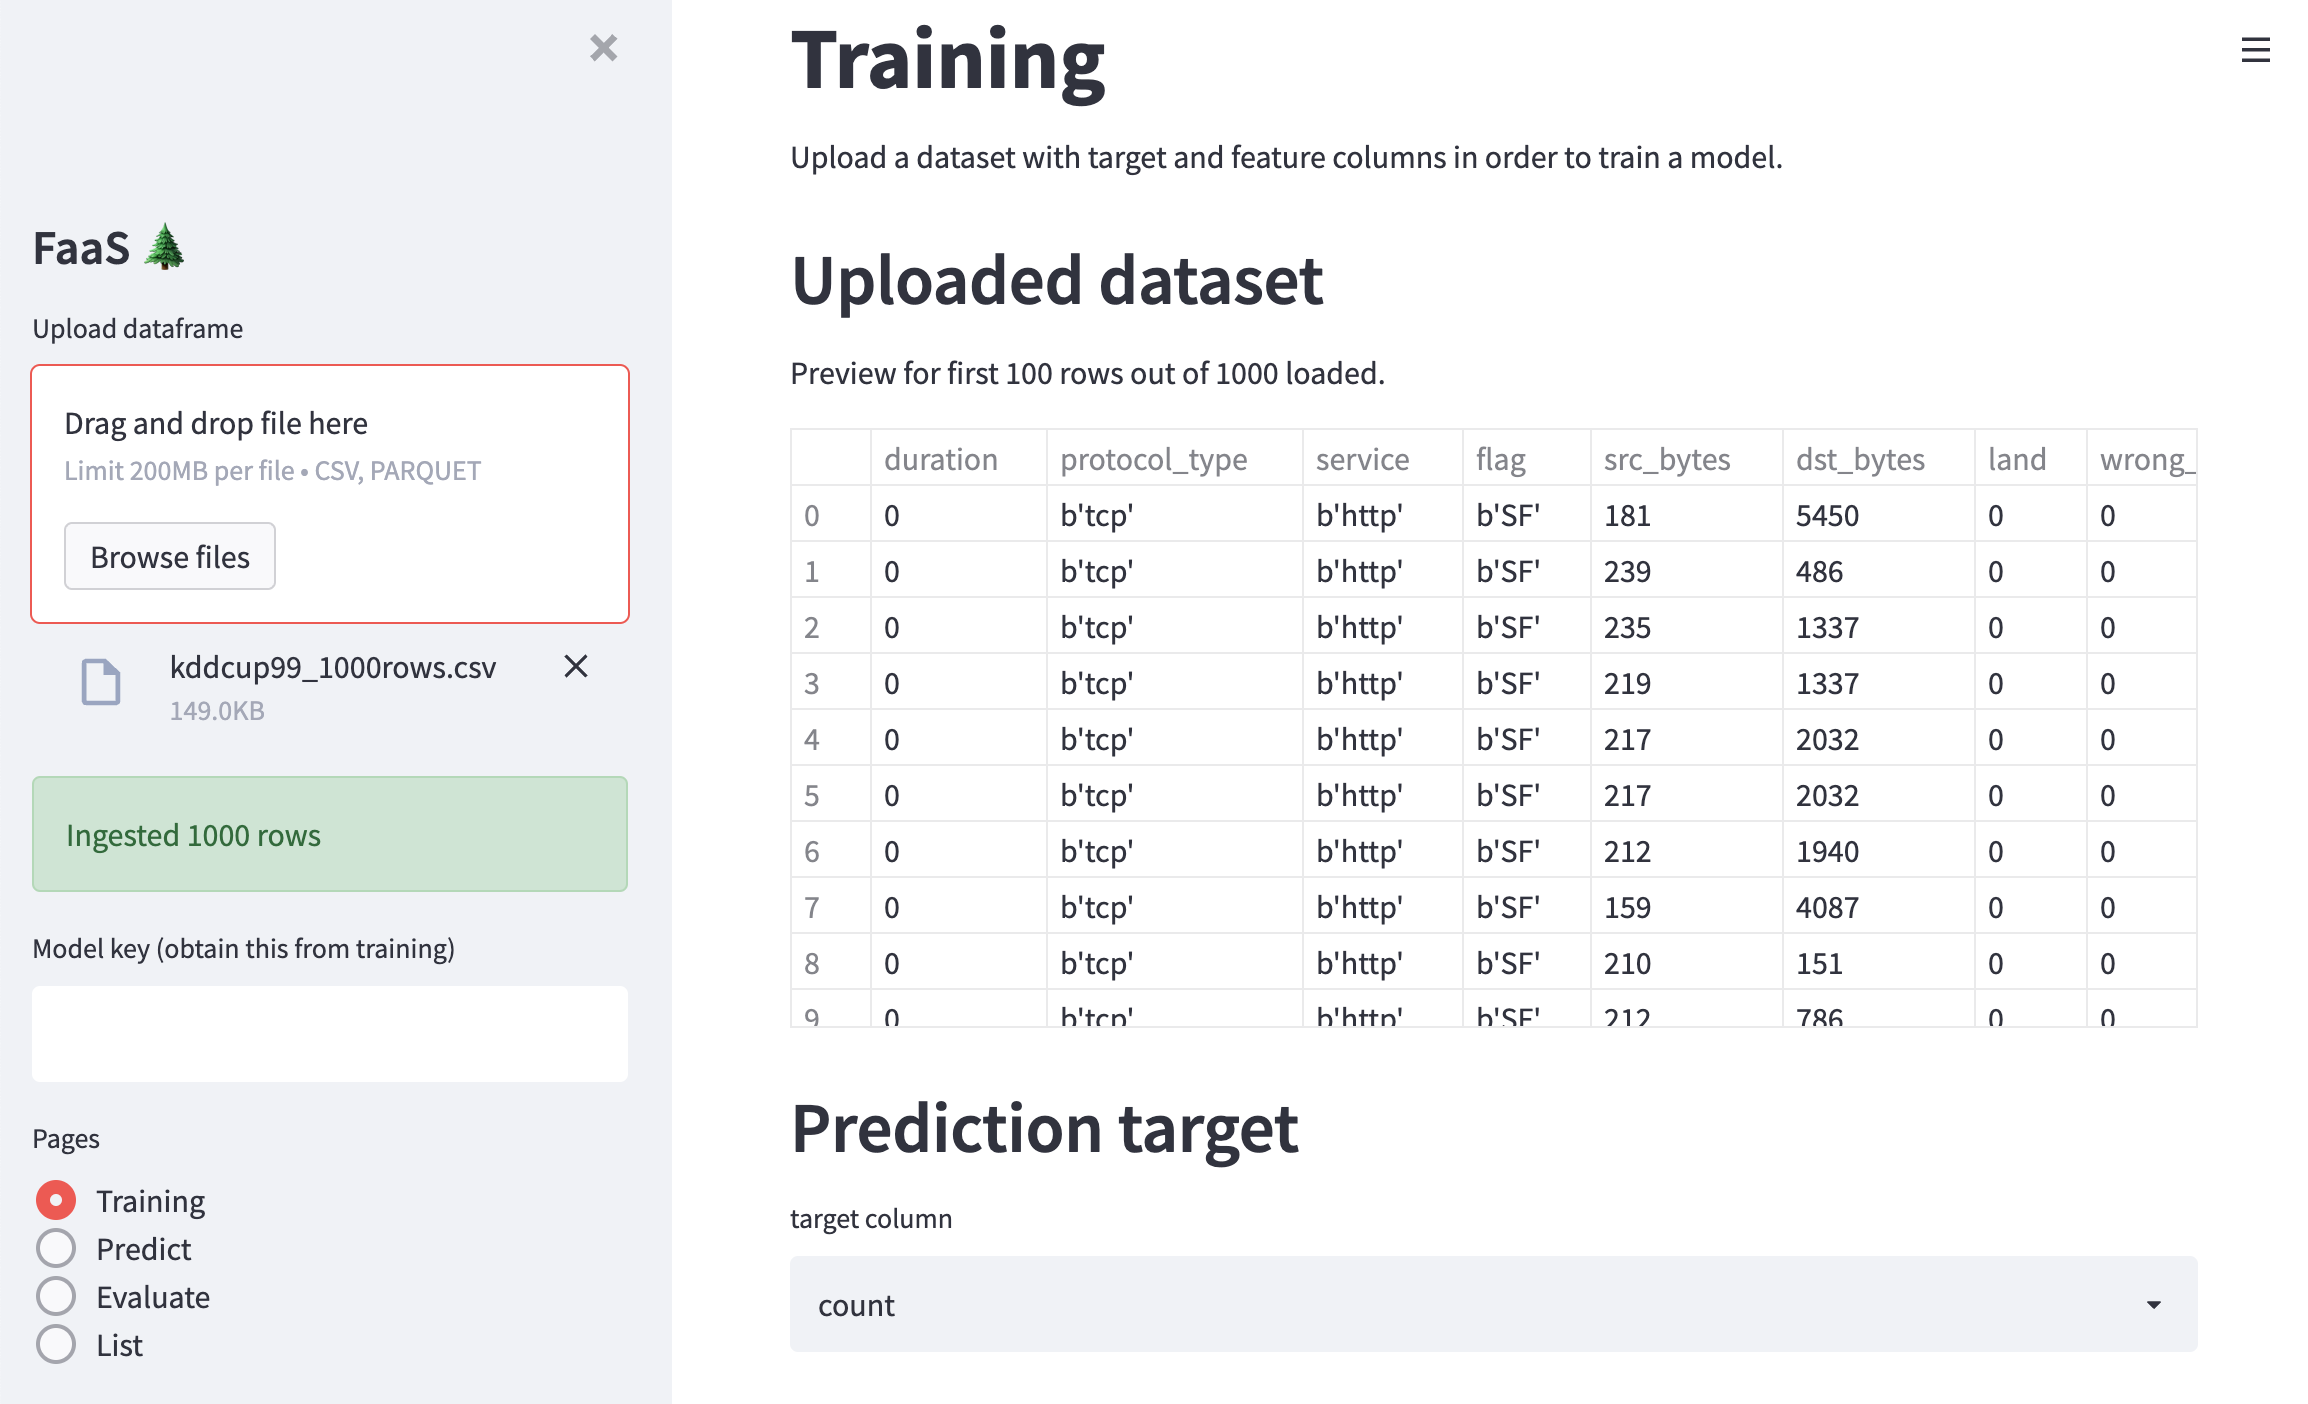 FaaS 🌲
Upload dataframe
Drag and drop file here
Limit 200MB per file • CSV, PARQUET
Browse files
kddcup99_1000rows.csv
149.0KB
Ingested 1000 rows
Model key (obtain this from training)
Pages
Training
Predict
Evaluate
List
Training
Upload a dataset with target and feature columns in order to train a model.
Uploaded dataset
Preview for first 100 rows out of 1000 loaded.
duration protocol_type service flag src_bytes dst_bytes land wrong_
0 0 b'tcp' b'http' b'SF' 181 5450 0 0
1 0 b'tcp' b'http' b'SF' 239 486 0 0
2 0 b'tcp' b'http' b'SF' 235 1337 0 0
3 0 b'tcp' b'http' b'SF' 219 1337 0 0
4 0 b'tcp' b'http' b'SF' 217 2032 0 0
5 0 b'tcp' b'http' b'SF' 217 2032 0 0
6 0 b'tcp' b'http' b'SF' 212 1940 0 0
7 0 b'tcp' b'http' b'SF' 159 4087 0 0
8 0 b'tcp' b'http' b'SF' 210 151 0 0
9 0 b'tcp' b'http' b'SF' 212 786 0 0
Prediction target
target column
count